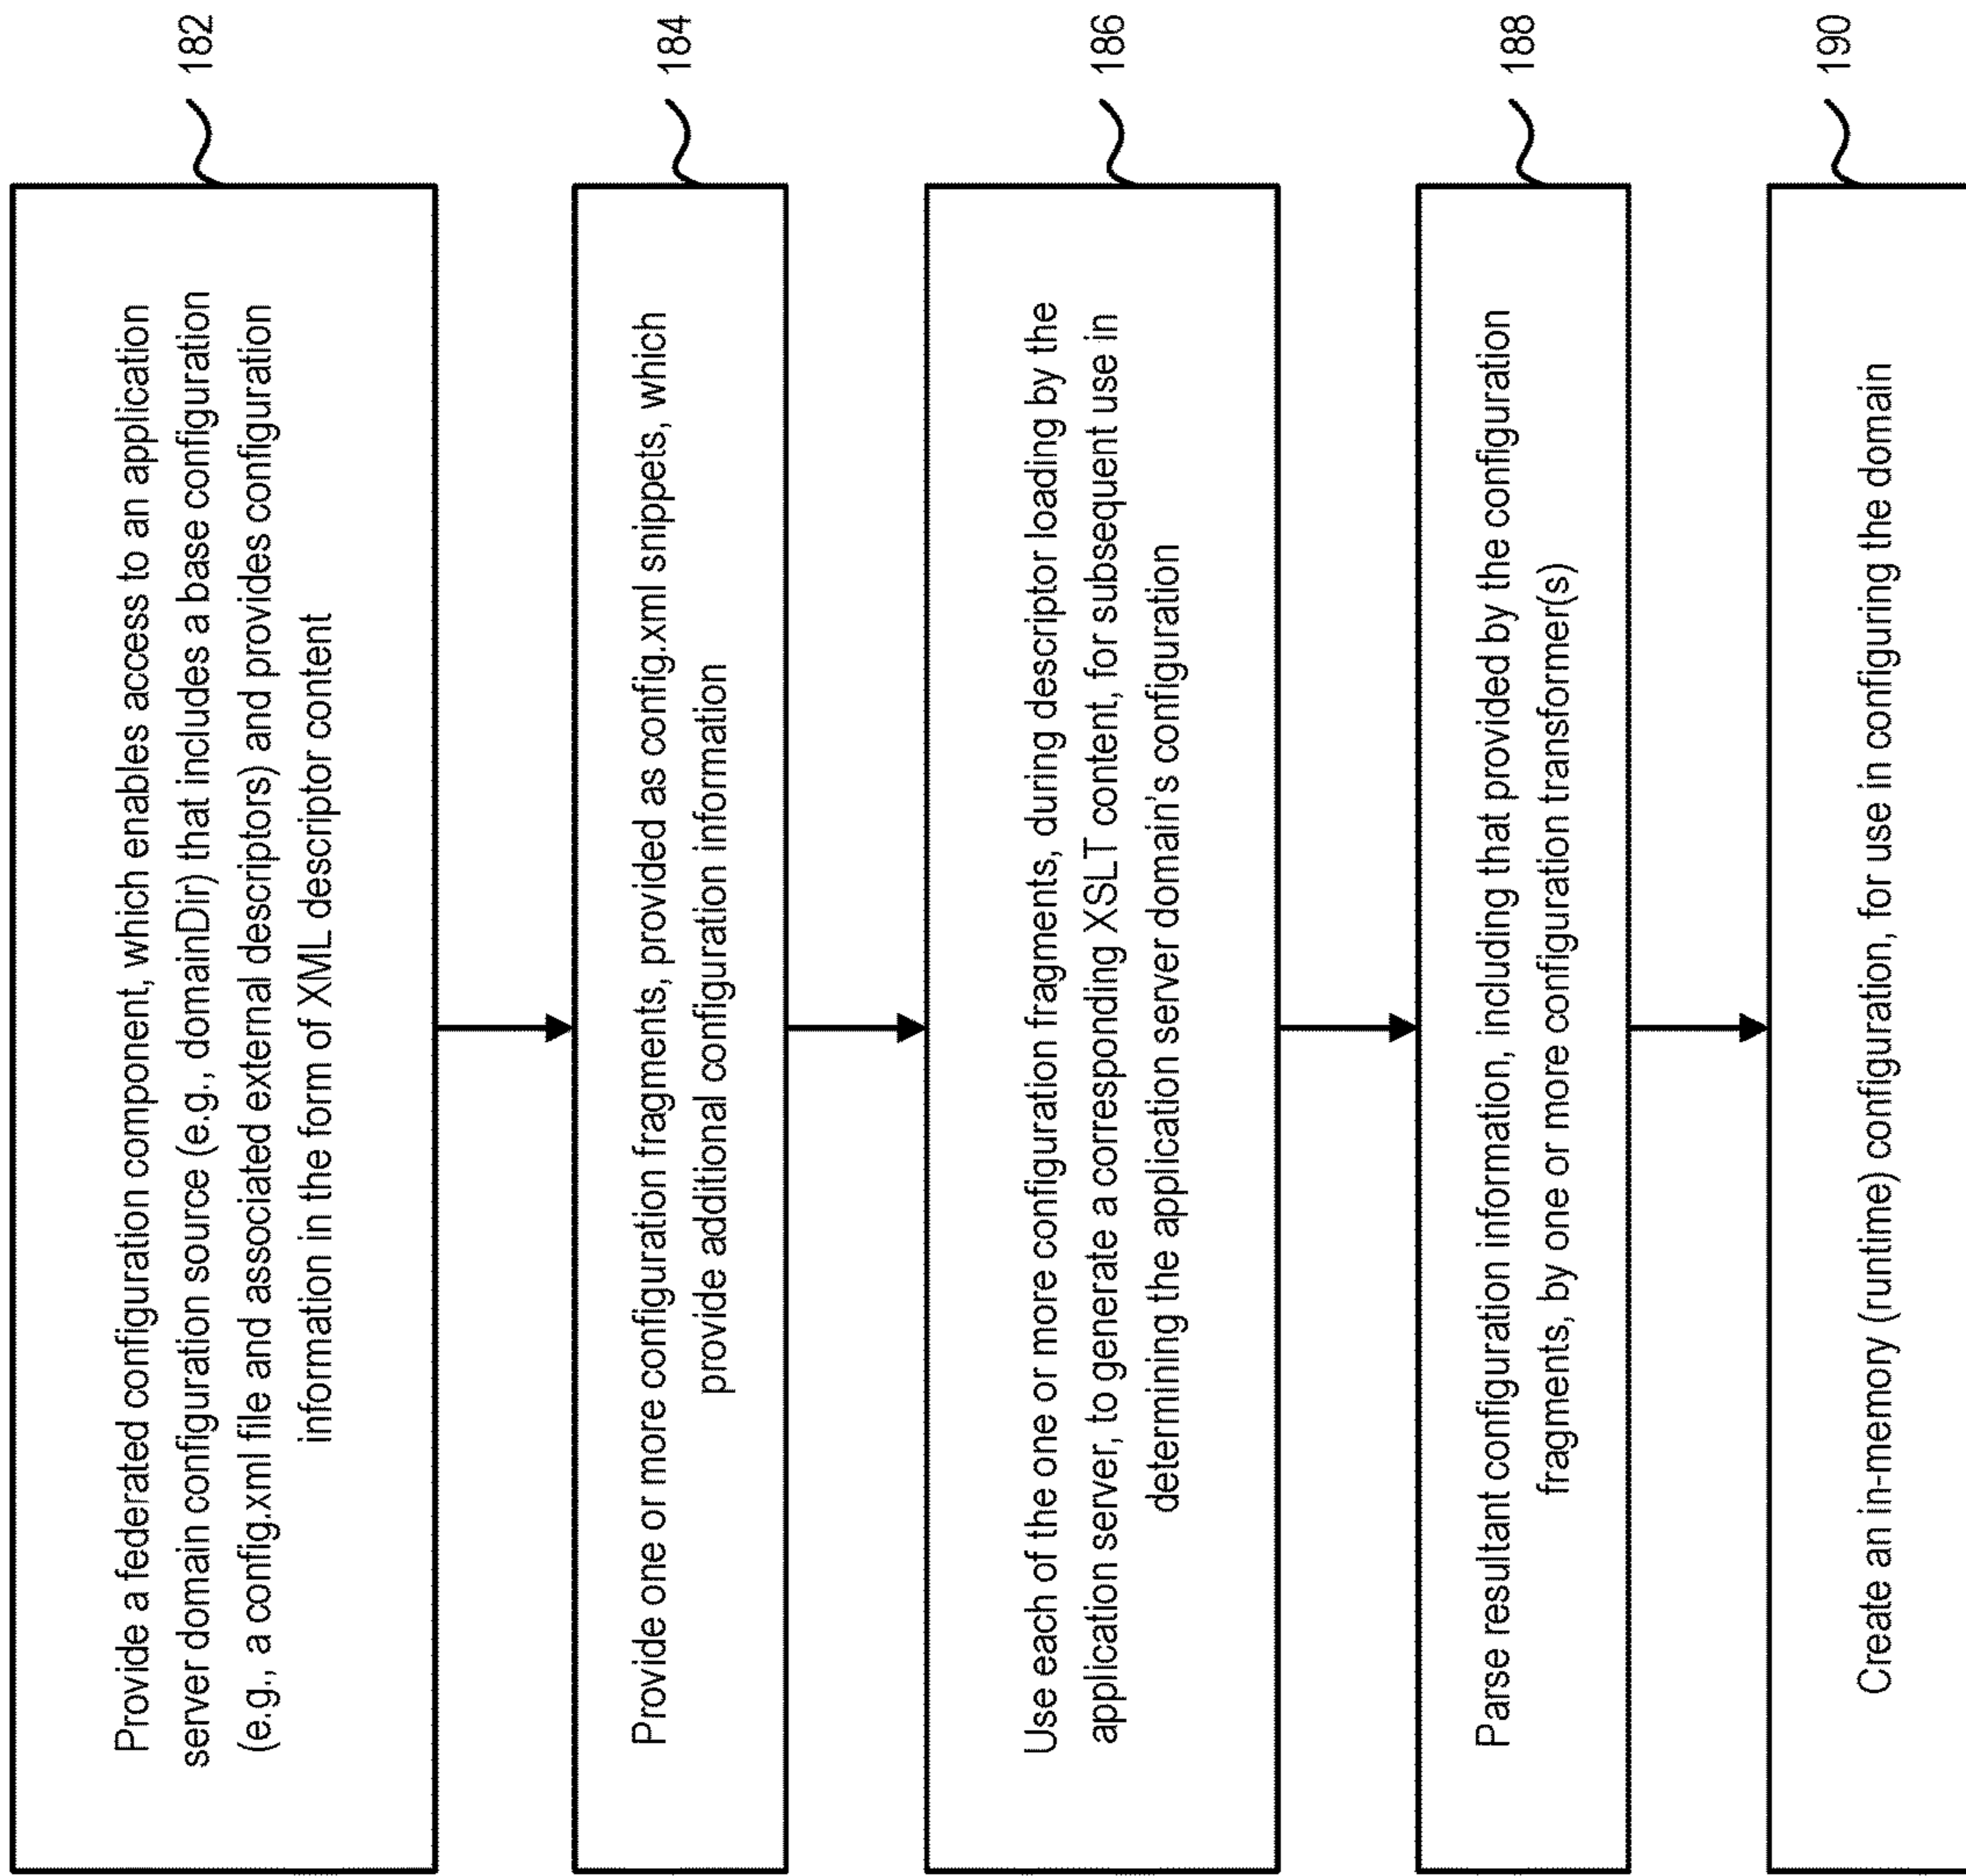 Provide a federated configuration component, which enables access to an application
server domain configuration source (e.g., domainDir) that includes a base configuration
(e.g., a config.xml file and associated external descriptors) and provides configuration
information in the form of XML descriptor content
182
Provide one or more configuration fragments, provided as config.xml snippets, which
provide additional configuration information
184
Use each of the one or more configuration fragments, during descriptor loading by the
application server, to generate a corresponding XSLT content, for subsequent use in
determining the application server domain's configuration
186
Parse resultant configuration information, including that provided by the configuration
fragments, by one or more configuration transformer(s)
188
Create an in-memory (runtime) configuration, for use in configuring the domain
190